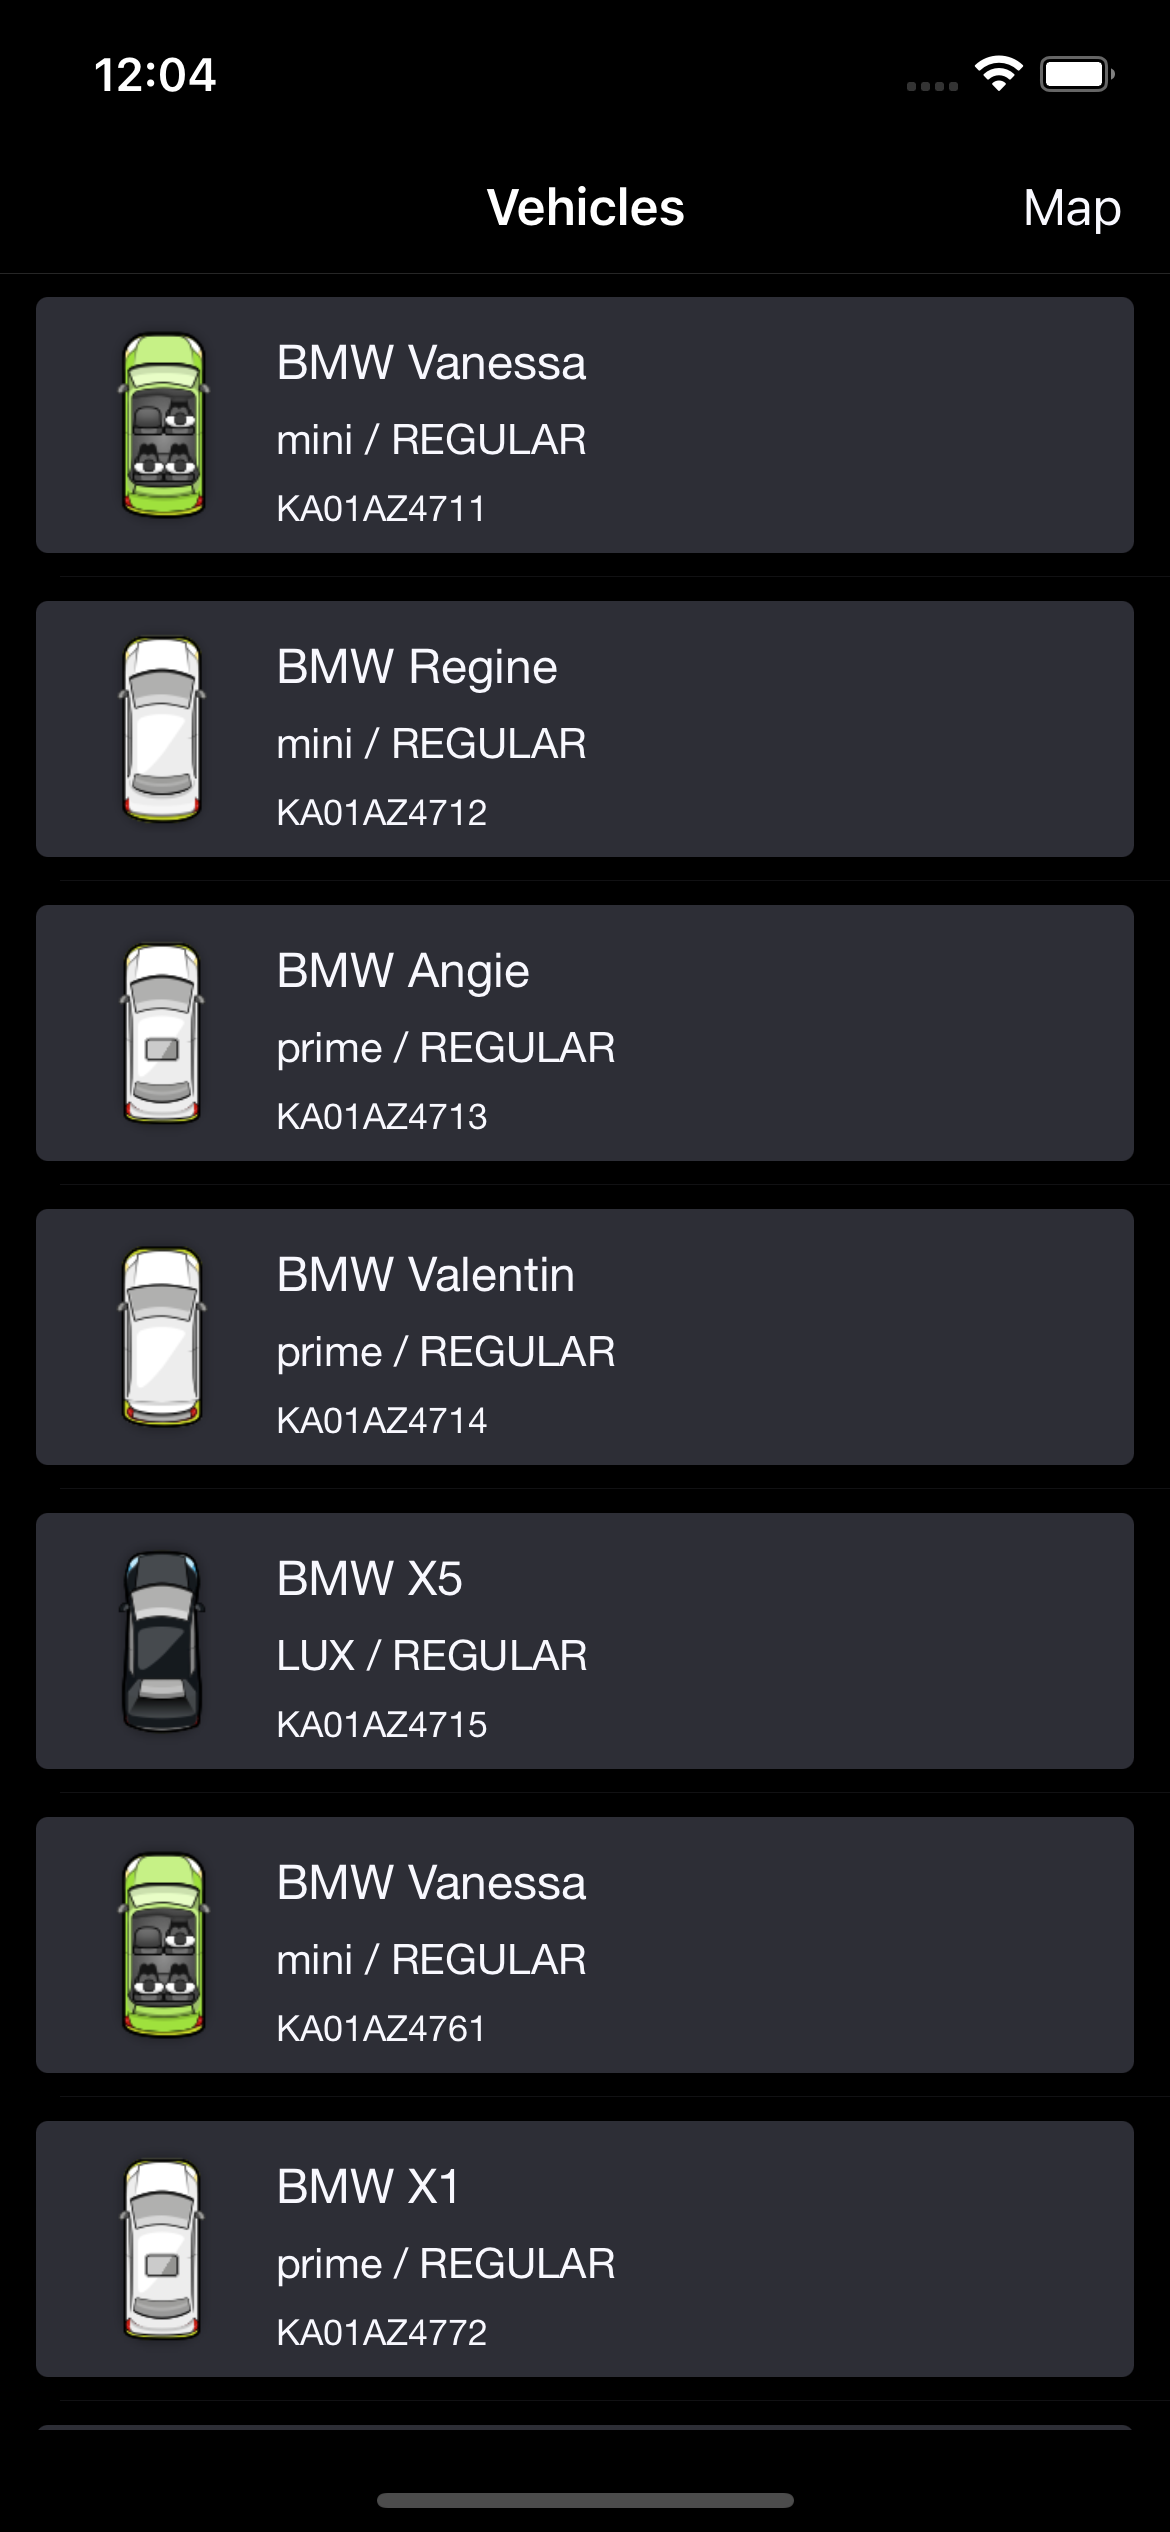 12:04
Vehicles
Map
BMW Vanessa
mini / REGULAR
KA01AZ4711
BMW Regine
mini / REGULAR
KA01AZ4712
BMW Angie
prime / REGULAR
KA01AZ4713
BMW Valentin
prime / REGULAR
KA01AZ4714
BMW X5
LUX / REGULAR
KA01AZ4715
BMW Vanessa
mini / REGULAR
KA01AZ4761
BMW X1
prime / REGULAR
KA01AZ4772